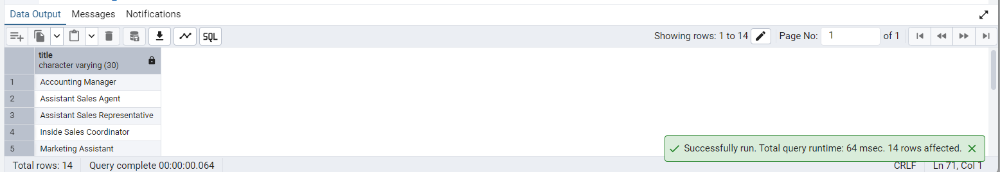 Data Output Messages Notifications
SQL Showing rows: 1 to 14 Page No: 1 of 1
title
character varying (30)
1 Accounting Manager
2 Assistant Sales Agent
3 Assistant Sales Representative
4 Inside Sales Coordinator
5 Marketing Assistant
Successfully run. Total query runtime: 64 msec. 14 rows affected.
Total rows: 14 Query complete 00:00:00.064 CRLF Ln 71, Col 1